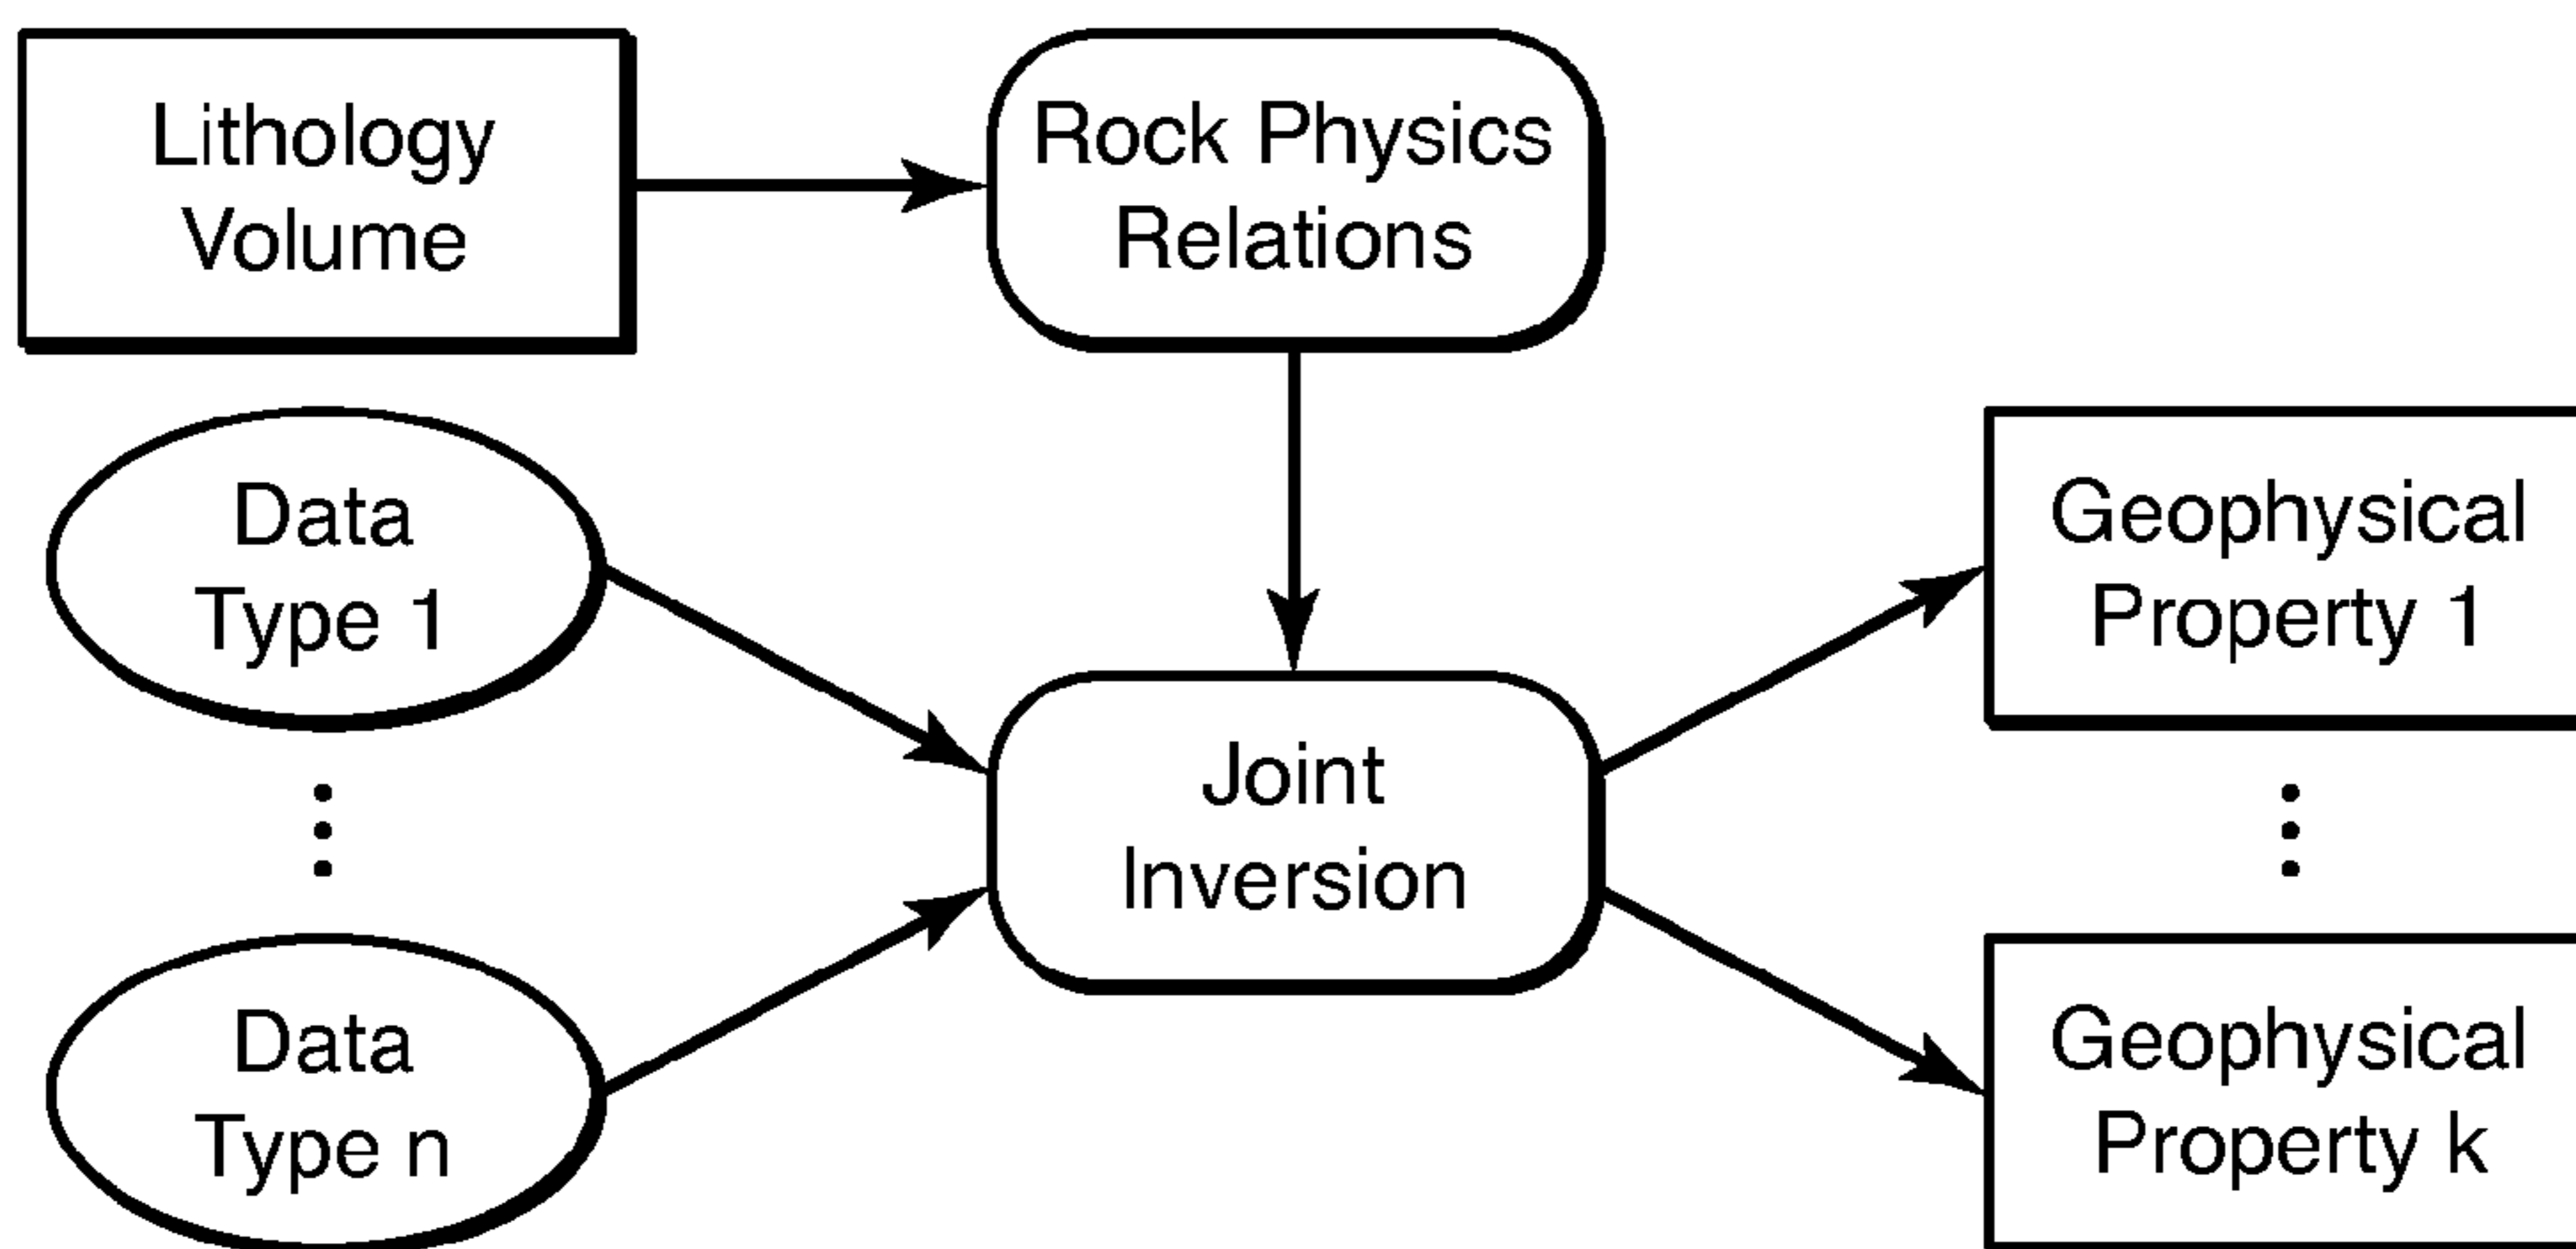 Lithology
Volume
Rock Physics
Relations
Data
Type 1
Geophysical
Property 1
Joint
Inversion
Data
Type n
Geophysical
Property k